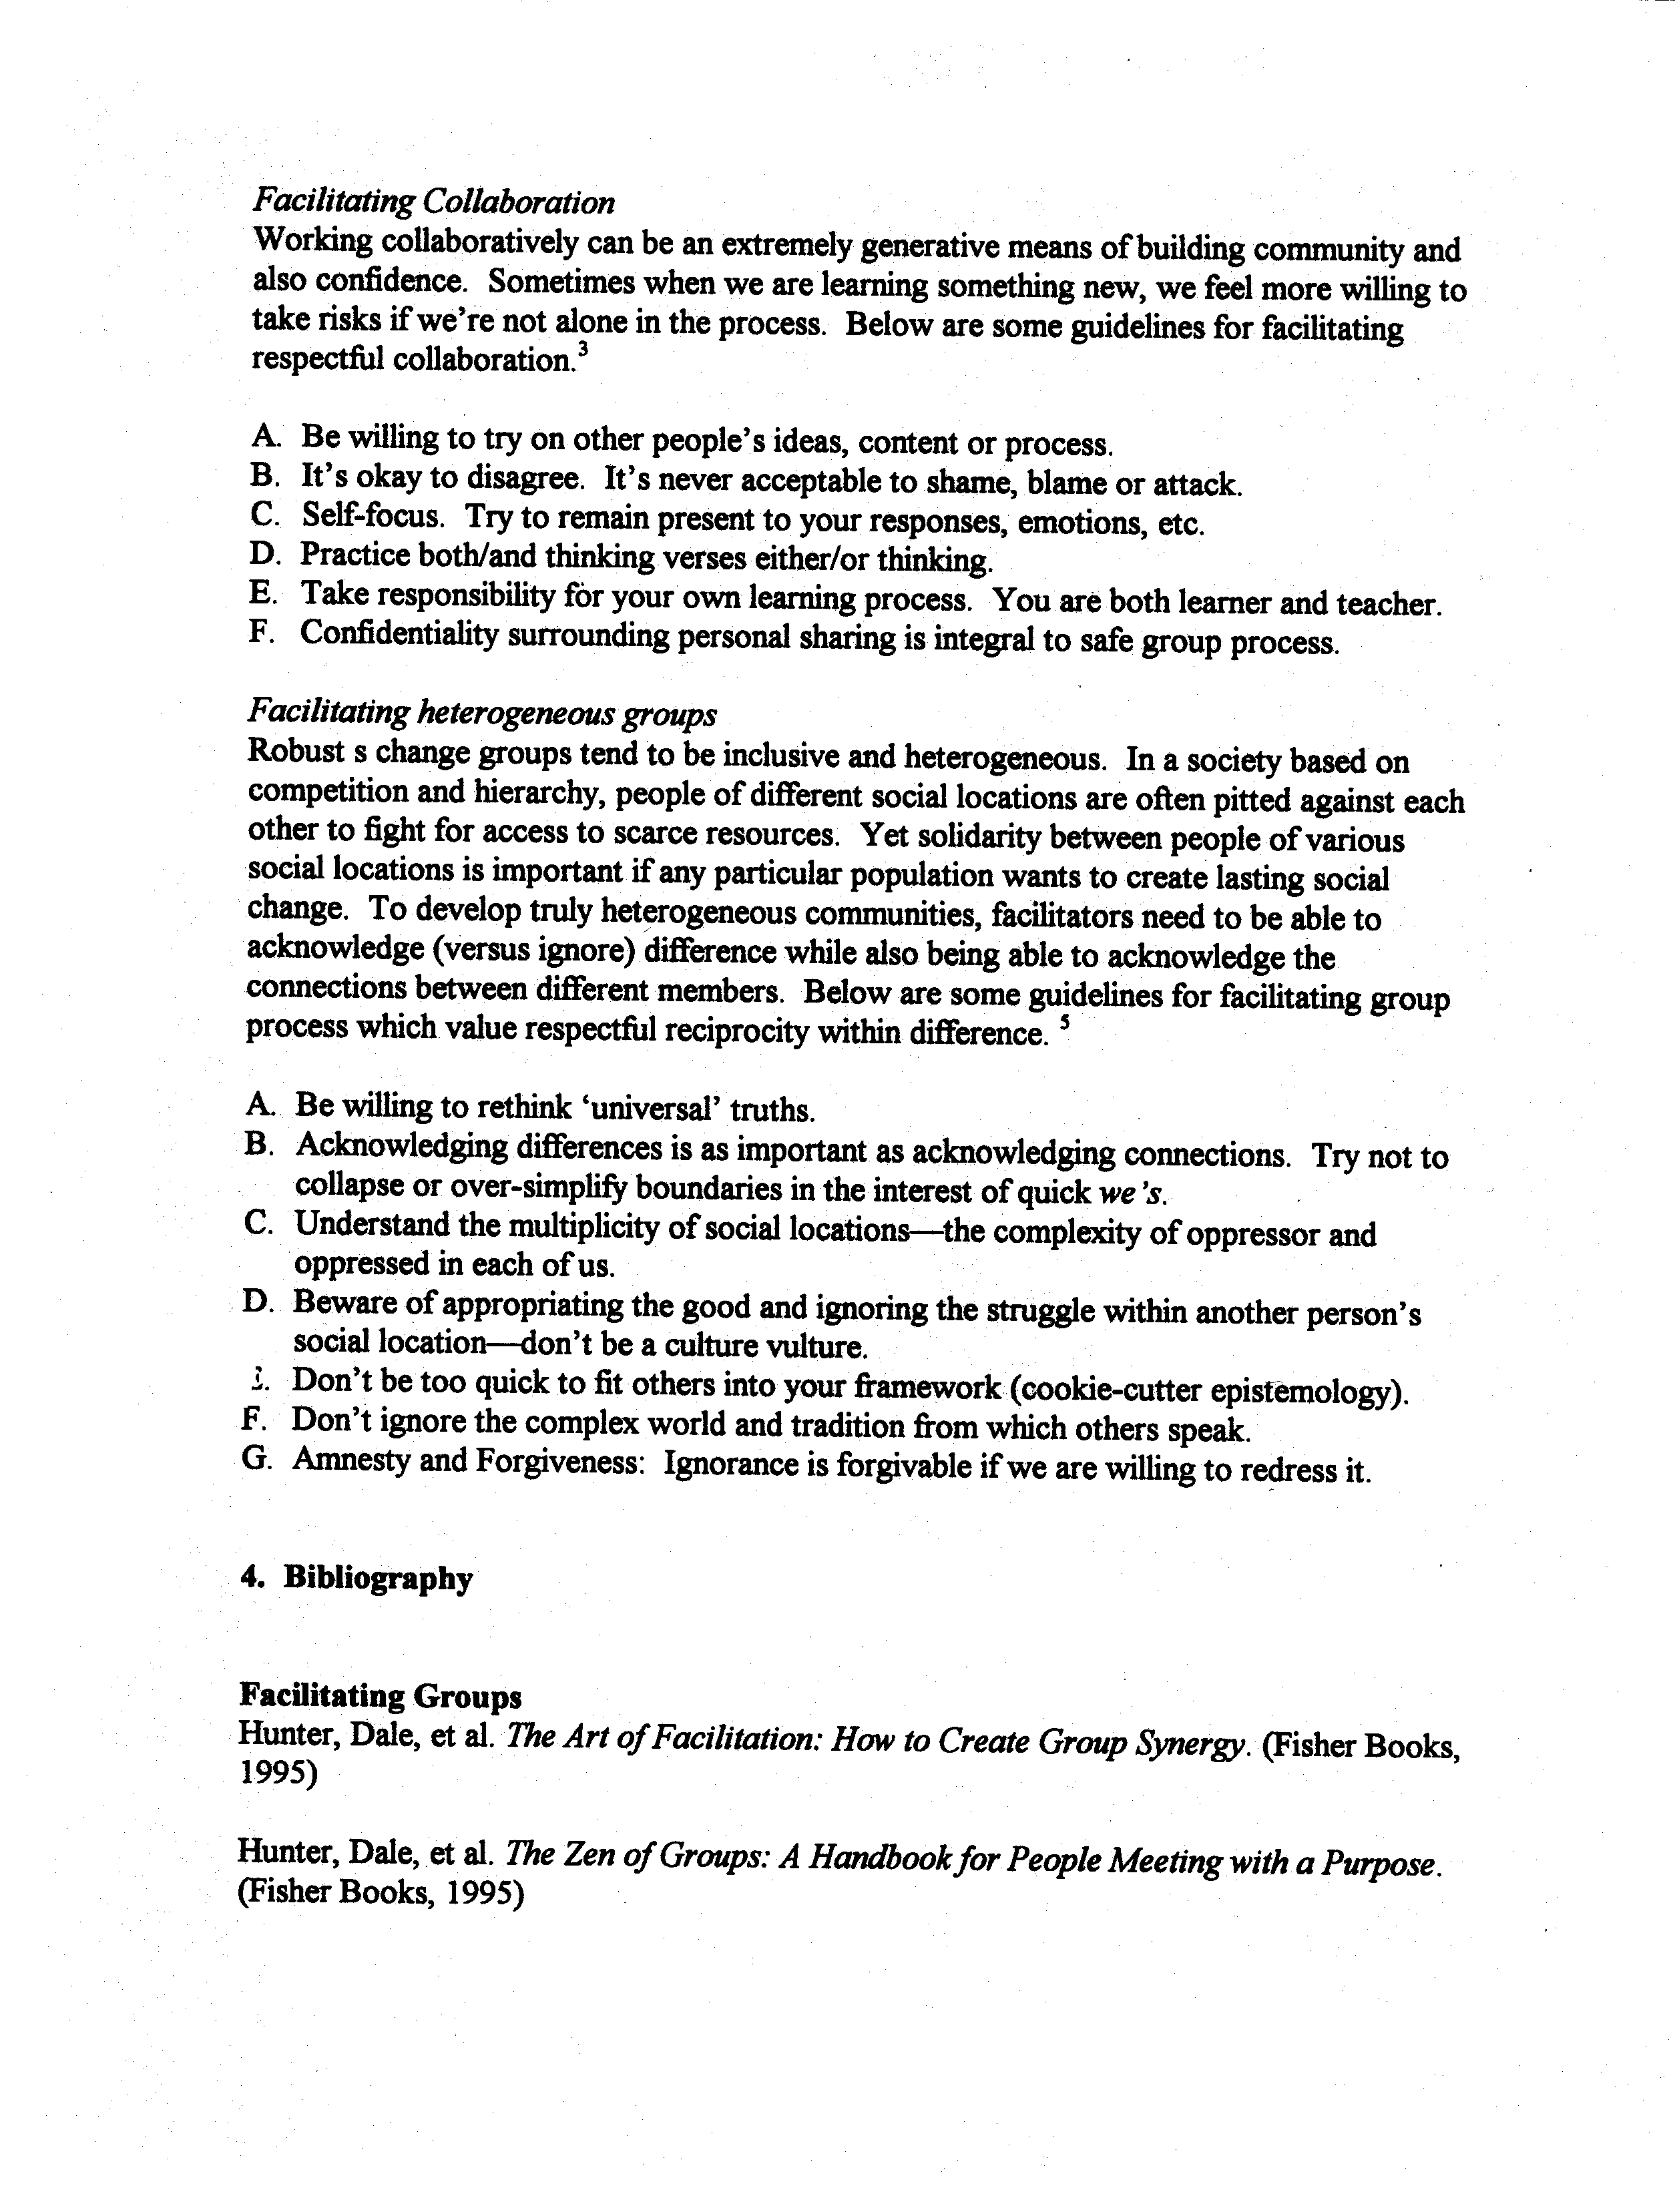 Facilitating Collaboration
Working collaboratively can be an extremely generative means of building community and
also confidence.  Sometimes when we are learning something new, we feel more willing to
take risks if we're not alone in the process.  Below are some guidelines for facilitating
respectful collaboration.³
A.  Be willing to try on other people's ideas, content or process.
B.  It's okay to disagree.  It's never acceptable to shame, blame or attack.
C.  Self-focus.  Try to remain present to your responses, emotions, etc.
D.  Practice both/and thinking verses either/or thinking.
E.  Take responsibility for your own learning process.  You are both learner and teacher.
F.  Confidentiality surrounding personal sharing is integral to safe group process.
Facilitating heterogeneous groups
Robust s change groups tend to be inclusive and heterogeneous.  In a society based on
competition and hierarchy, people of different social locations are often pitted against each
other to fight for access to scarce resources.  Yet solidarity between people of various
social locations is important if any particular population wants to create lasting social
change.  To develop truly heterogeneous communities, facilitators need to be able to
acknowledge (versus ignore) difference while also being able to acknowledge the
connections between different members.  Below are some guidelines for facilitating group
process which value respectful reciprocity within difference. ⁵
A.  Be willing to rethink 'universal' truths.
B.  Acknowledging differences is as important as acknowledging connections.  Try not to
collapse or over-simplify boundaries in the interest of quick we's.
C.  Understand the multiplicity of social locations—the complexity of oppressor and
oppressed in each of us.
D.  Beware of appropriating the good and ignoring the struggle within another person's
social location—don't be a culture vulture.
Don't be too quick to fit others into your framework (cookie-cutter epistemology).
F.  Don't ignore the complex world and tradition from which others speak.
G.  Amnesty and Forgiveness:  Ignorance is forgivable if we are willing to redress it.
4.  Bibliography
Facilitating Groups
Hunter, Dale, et al. The Art of Facilitation: How to Create Group Synergy. (Fisher Books,
1995)
Hunter, Dale, et al. The Zen of Groups: A Handbook for People Meeting with a Purpose.
(Fisher Books, 1995)